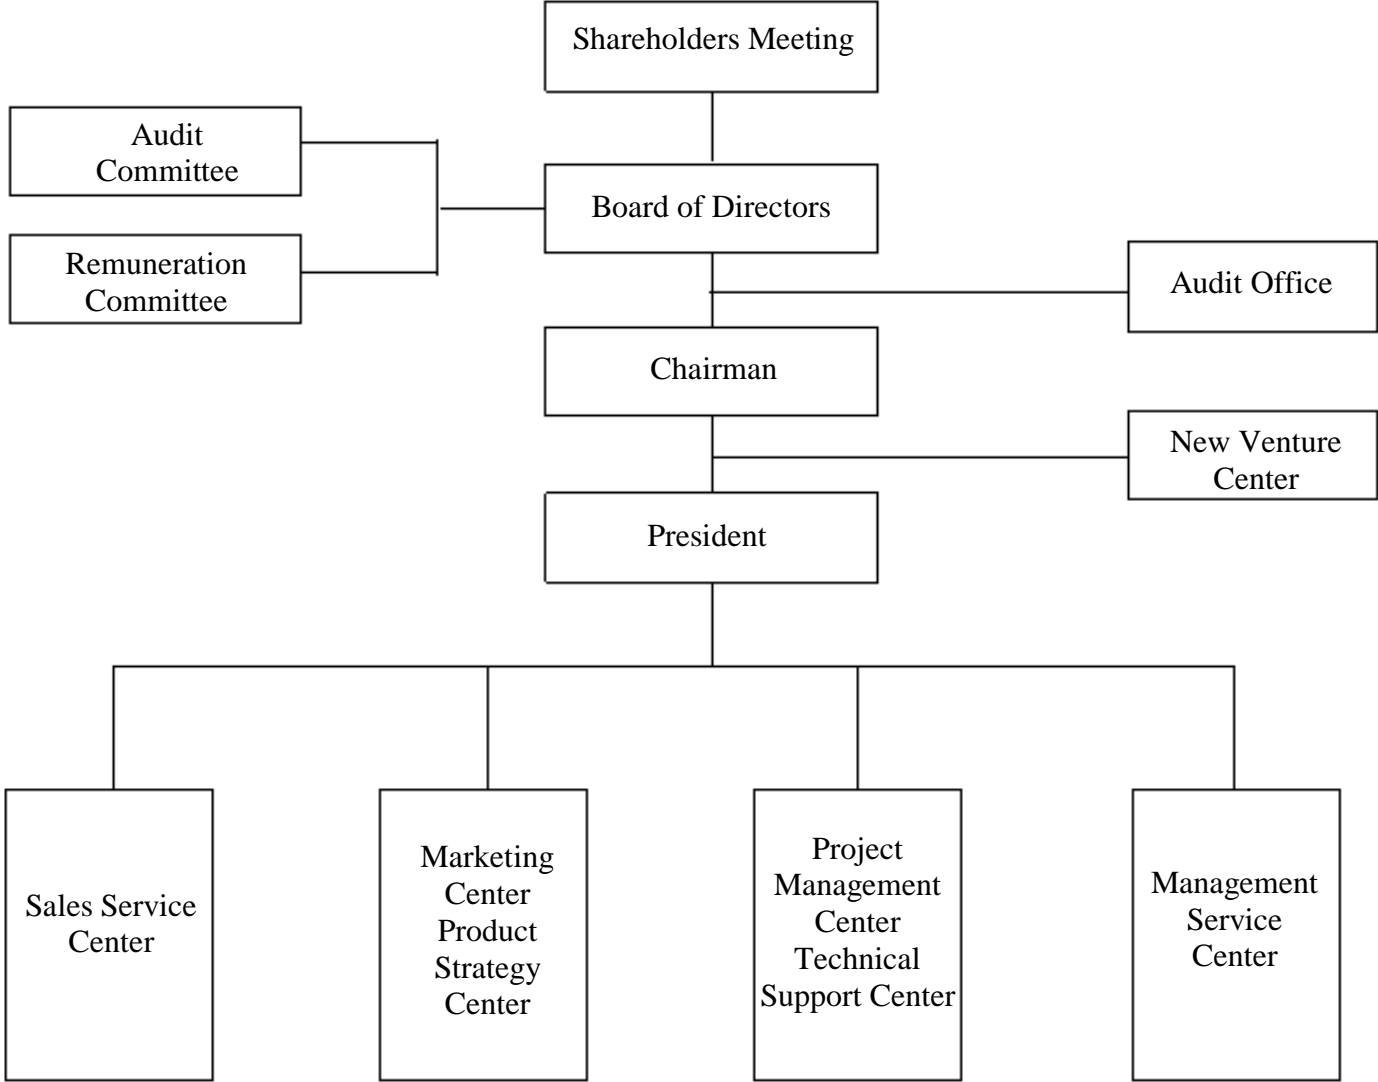 Shareholders Meeting
Audit
Committee
Board of Directors
Remuneration
Committee
Audit Office
Chairman
New Venture
Center
President
Sales Service
Center
Marketing
Center
Product
Strategy
Center
Project
Management
Center
Technical
Support Center
Management
Service
Center